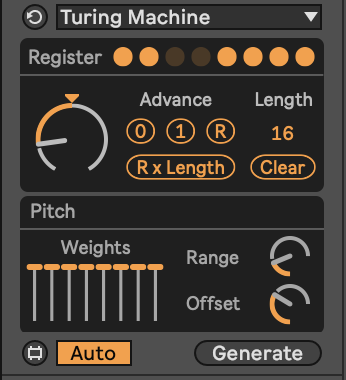 Turing Machine
Register
Advance Length
0 1 R 16
R x Length Clear
Pitch
Weights
Range
Offset
Auto Generate